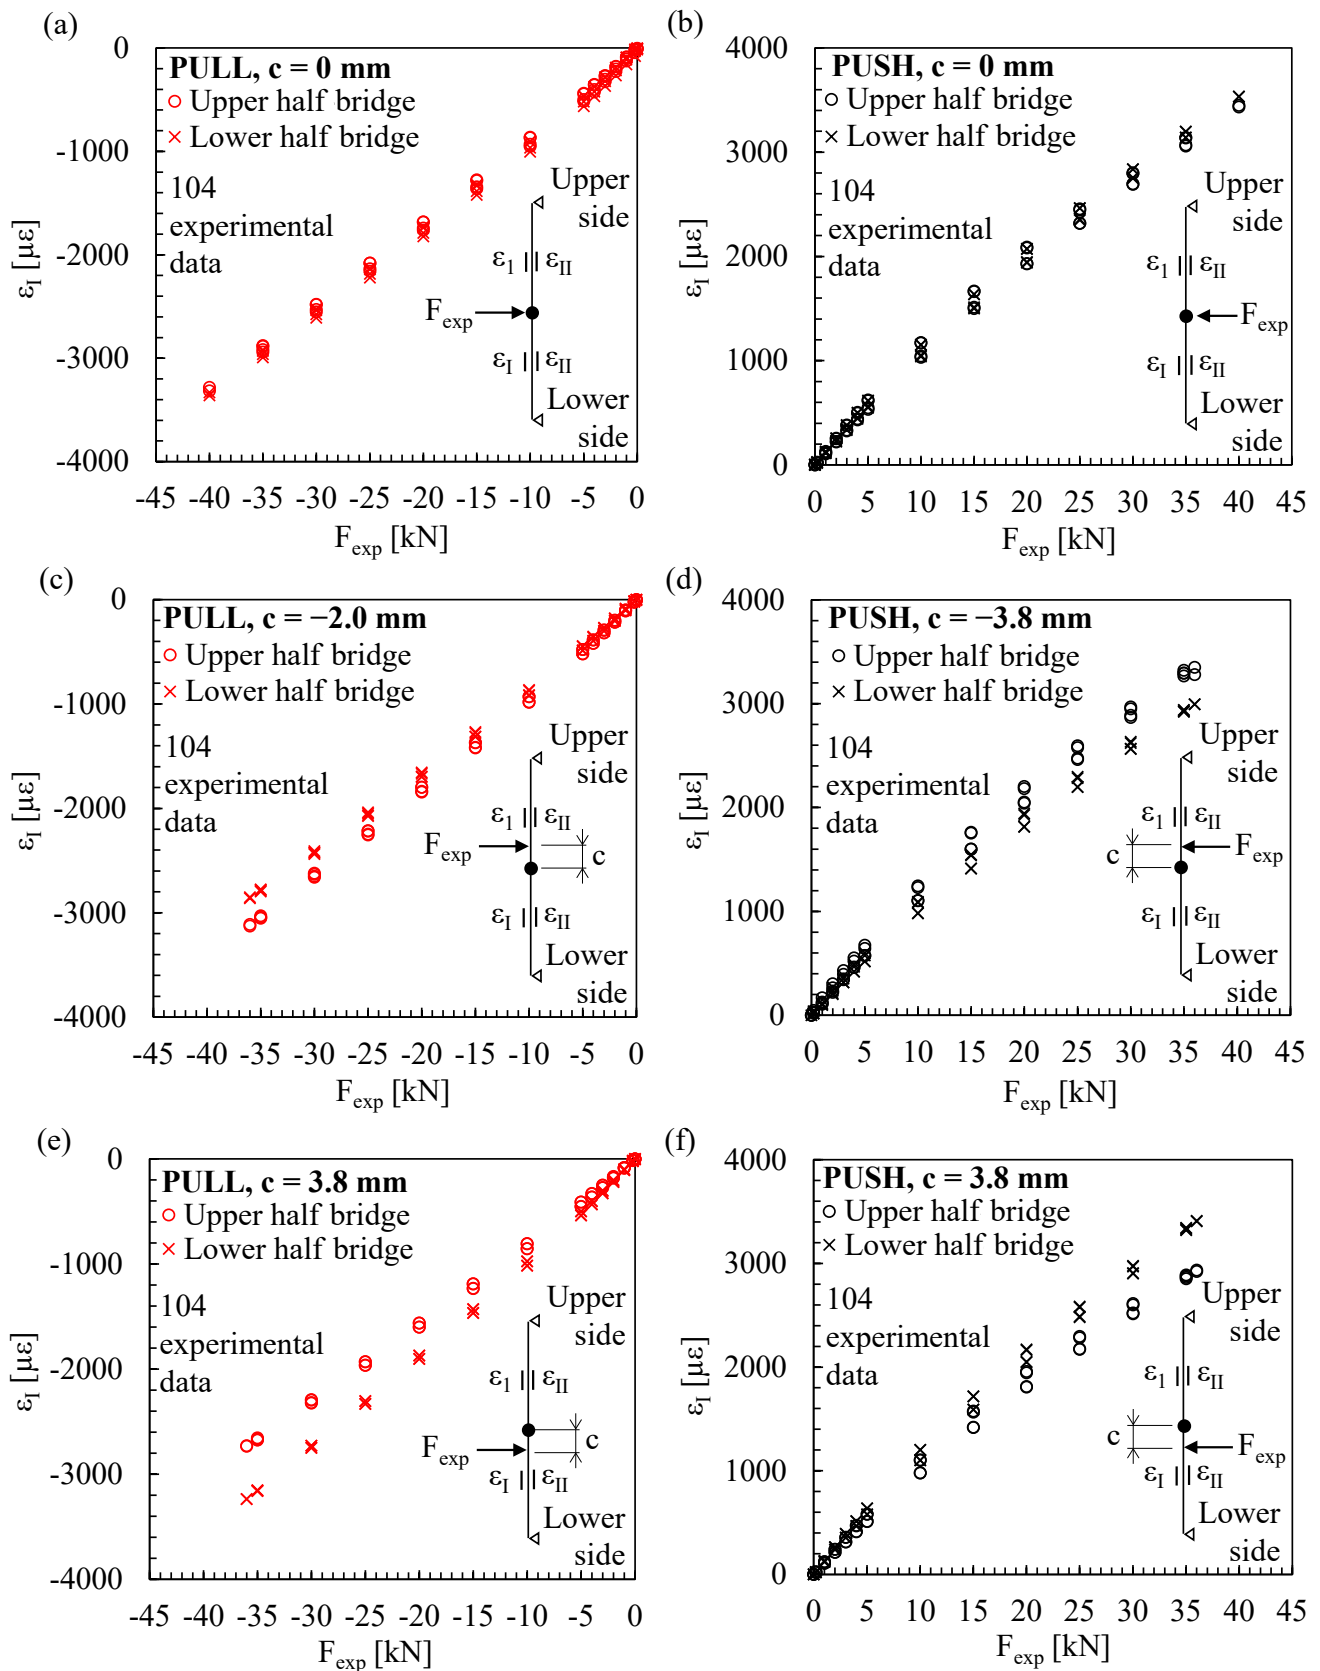 (a)
PULL, c = 0 mm
Upper half bridge
Lower half bridge
104
experimental
data
Upper
side
ε1 εII
Fexp
εI εII
Lower
side
0
-1000
-2000
-3000
-4000
εI [με]
-45 -40 -35 -30 -25 -20 -15 -10 -5 0
Fexp [kN]
(b)
PUSH, c = 0 mm
Upper half bridge
Lower half bridge
104
experimental
data
Upper
side
ε1 εII
Fexp
εI εII
Lower
side
4000
3000
2000
1000
0
εI [με]
0 5 10 15 20 25 30 35 40 45
Fexp [kN]
(c)
PULL, c = −2.0 mm
Upper half bridge
Lower half bridge
104
experimental
data
Upper
side
ε1 εII
Fexp
c
εI εII
Lower
side
0
-1000
-2000
-3000
-4000
εI [με]
-45 -40 -35 -30 -25 -20 -15 -10 -5 0
Fexp [kN]
(d)
PUSH, c = −3.8 mm
Upper half bridge
Lower half bridge
104
experimental
data
Upper
side
ε1 εII
c
Fexp
εI εII
Lower
side
4000
3000
2000
1000
0
εI [με]
0 5 10 15 20 25 30 35 40 45
Fexp [kN]
(e)
PULL, c = 3.8 mm
Upper half bridge
Lower half bridge
104
experimental
data
Upper
side
ε1 εII
c
Fexp
εI εII
Lower
side
0
-1000
-2000
-3000
-4000
εI [με]
-45 -40 -35 -30 -25 -20 -15 -10 -5 0
Fexp [kN]
(f)
PUSH, c = 3.8 mm
Upper half bridge
Lower half bridge
104
experimental
data
Upper
side
ε1 εII
c
Fexp
εI εII
Lower
side
4000
3000
2000
1000
0
εI [με]
0 5 10 15 20 25 30 35 40 45
Fexp [kN]